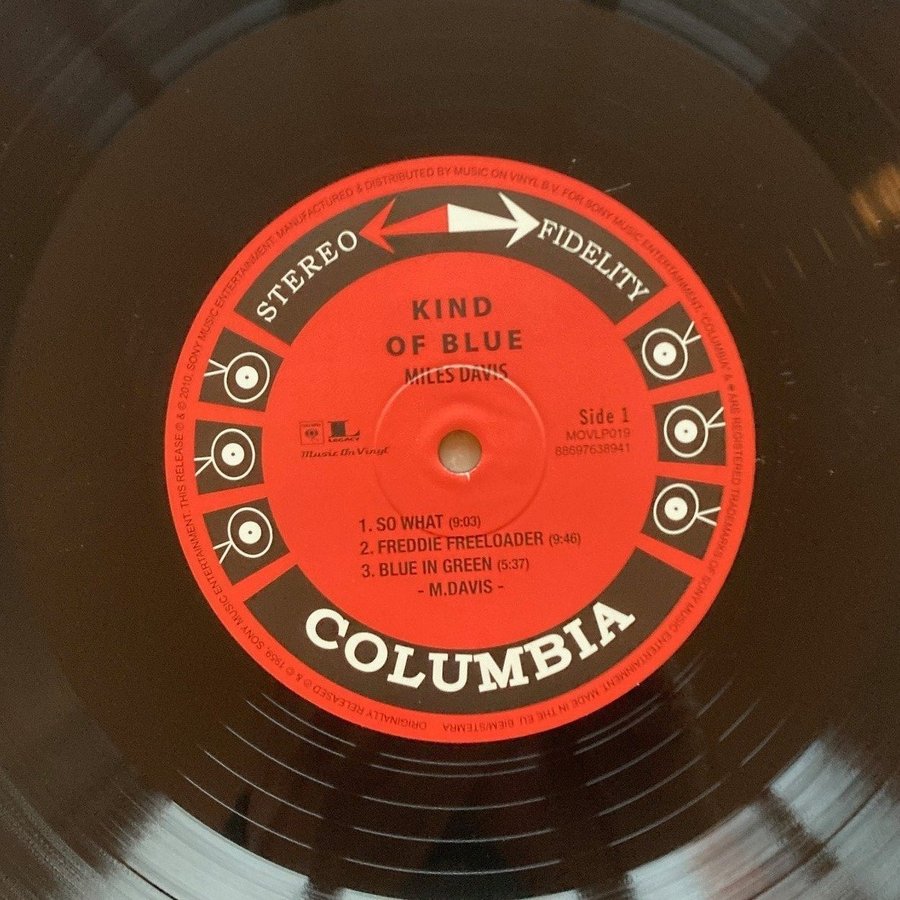 ORIGINALLY RELEASED ℗ & © 1959, SONY MUSIC ENTERTAINMENT. THIS RELEASE ℗ & © 2010, SONY MUSIC ENTERTAINMENT. MANUFACTURED & DISTRIBUTED BY MUSIC ON VINYL B.V. FOR SONY MUSIC ENTERTAINMENT. "COLUMBIA" & ARE REGISTERED TRADEMARKS OF SONY MUSIC ENTERTAINMENT. MADE IN THE EU. BIEM/STEMRA
STEREO FIDELITY
KIND
OF BLUE
MILES DAVIS
LEGACY
Music On Vinyl
Side 1
MOVLP019
88697638941
1. SO WHAT (9:03)
2. FREDDIE FREELOADER (9:46)
3. BLUE IN GREEN (5:37)
- M.DAVIS -
COLUMBIA